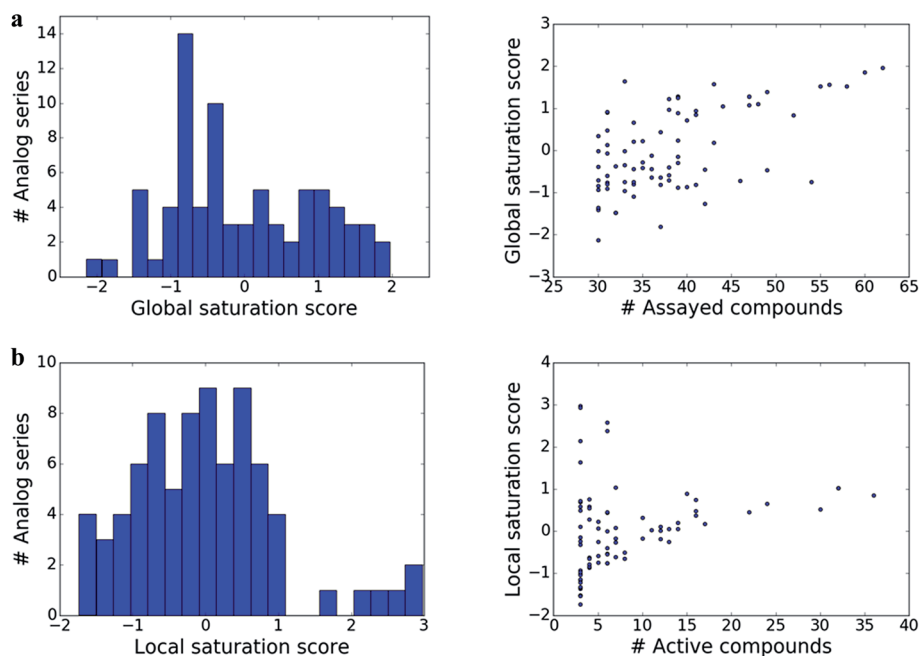 a
14
12
10
8
6
4
2
0
# Analog series
−2 −1 0 1 2
Global saturation score
3
2
1
0
−1
−2
−3
Global saturation score
25 30 35 40 45 50 55 60 65
# Assayed compounds
b
10
8
6
4
2
0
# Analog series
−2 −1 0 1 2 3
Local saturation score
4
3
2
1
0
−1
−2
Local saturation score
0 5 10 15 20 25 30 35 40
# Active compounds